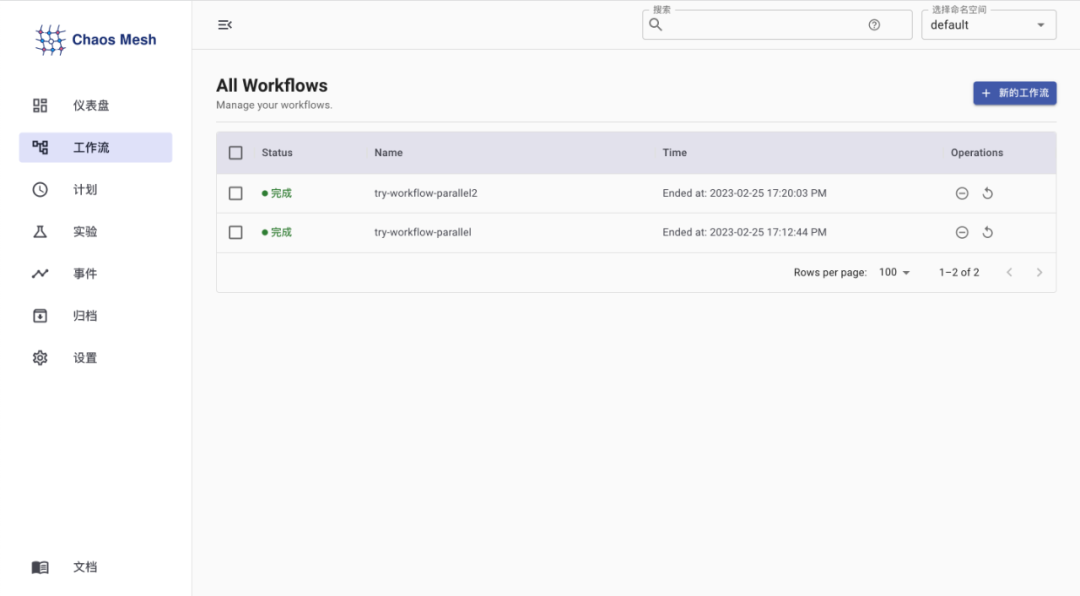 Chaos Mesh
仪表盘
工作流
计划
实验
事件
归档
设置
文档
搜索
选择命名空间
default
All Workflows
Manage your workflows.
新的工作流
Status Name Time Operations
完成 try-workflow-parallel2 Ended at: 2023-02-25 17:20:03 PM
完成 try-workflow-parallel Ended at: 2023-02-25 17:12:44 PM
Rows per page: 100 1–2 of 2